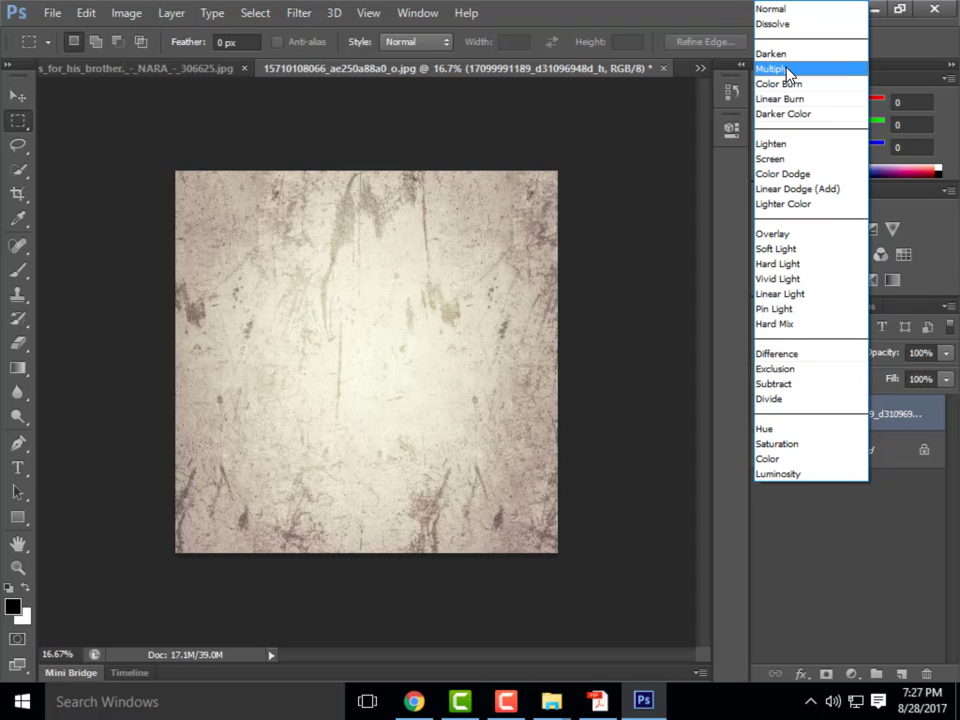 Ps File Edit Image Layer Type Select Filter 3D View Window Help
Feather: 0 px Anti-alias Style: Normal Width: Height: Refine Edge...
s_for_his_brother._-_NARA_-_306625.jpg × 15710108066_ae250a88a0_o.jpg @ 16.7% (17099991189_d31096948d_h, RGB/8) * ×
Normal
Dissolve
Darken
Multiply
Color Burn
Linear Burn
Darker Color
Lighten
Screen
Color Dodge
Linear Dodge (Add)
Lighter Color
Overlay
Soft Light
Hard Light
Vivid Light
Linear Light
Pin Light
Hard Mix
Difference
Exclusion
Subtract
Divide
Hue
Saturation
Color
Luminosity
0
0
0
Opacity: 100%
Fill: 100%
9_d310969...
16.67% Doc: 17.1M/39.0M
Mini Bridge Timeline
Search Windows
7:27 PM
8/28/2017